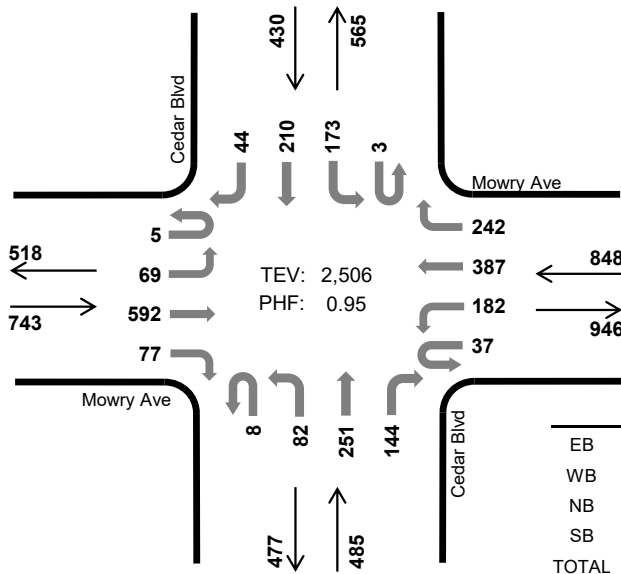 430
565
Cedar Blvd
44
210
173
3
Mowry Ave
5
242
518
69
TEV: 2,506
387
848
743
592
PHF: 0.95
182
946
77
37
Mowry Ave
8
82
251
144
Cedar Blvd
477
485
EB
WB
NB
SB
TOTAL